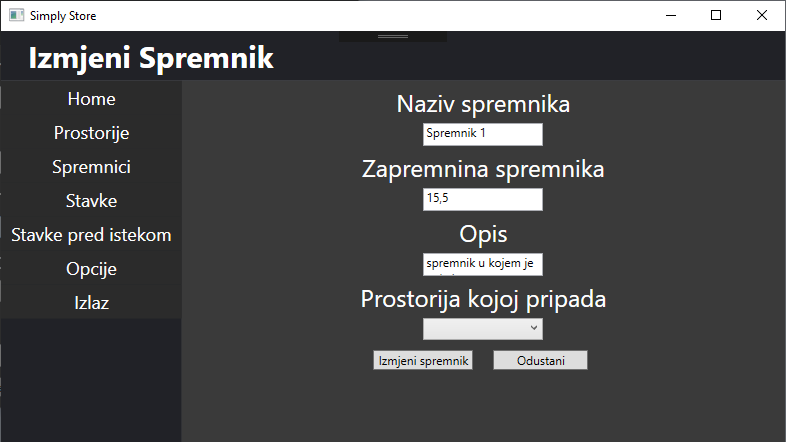 Simply Store
Izmjeni Spremnik
Home
Prostorije
Spremnici
Stavke
Stavke pred istekom
Opcije
Izlaz
Naziv spremnika
Spremnik 1
Zapremnina spremnika
15,5
Opis
spremnik u kojem je
Prostorija kojoj pripada
Izmjeni spremnik
Odustani